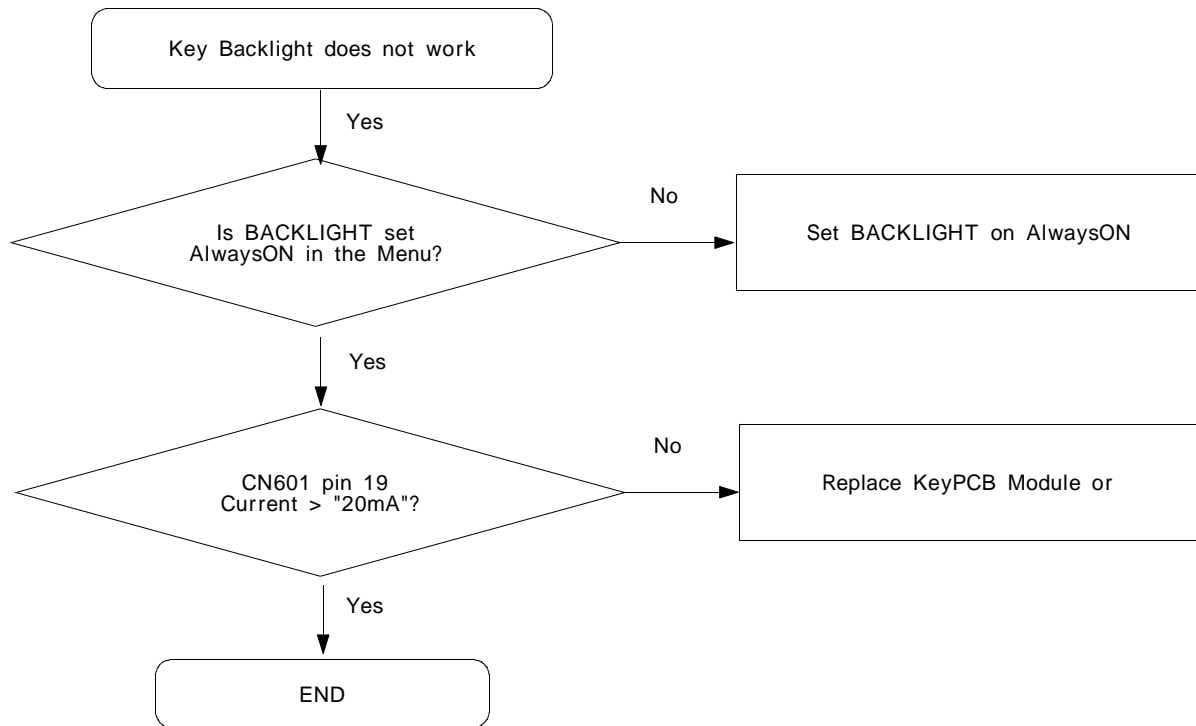 Key Backlight does not work
Yes
Is BACKLIGHT set
AlwaysON in the Menu?
No
Set BACKLIGHT on AlwaysON
Yes
CN601 pin 19
Current > "20mA"?
No
Replace KeyPCB Module or
Yes
END